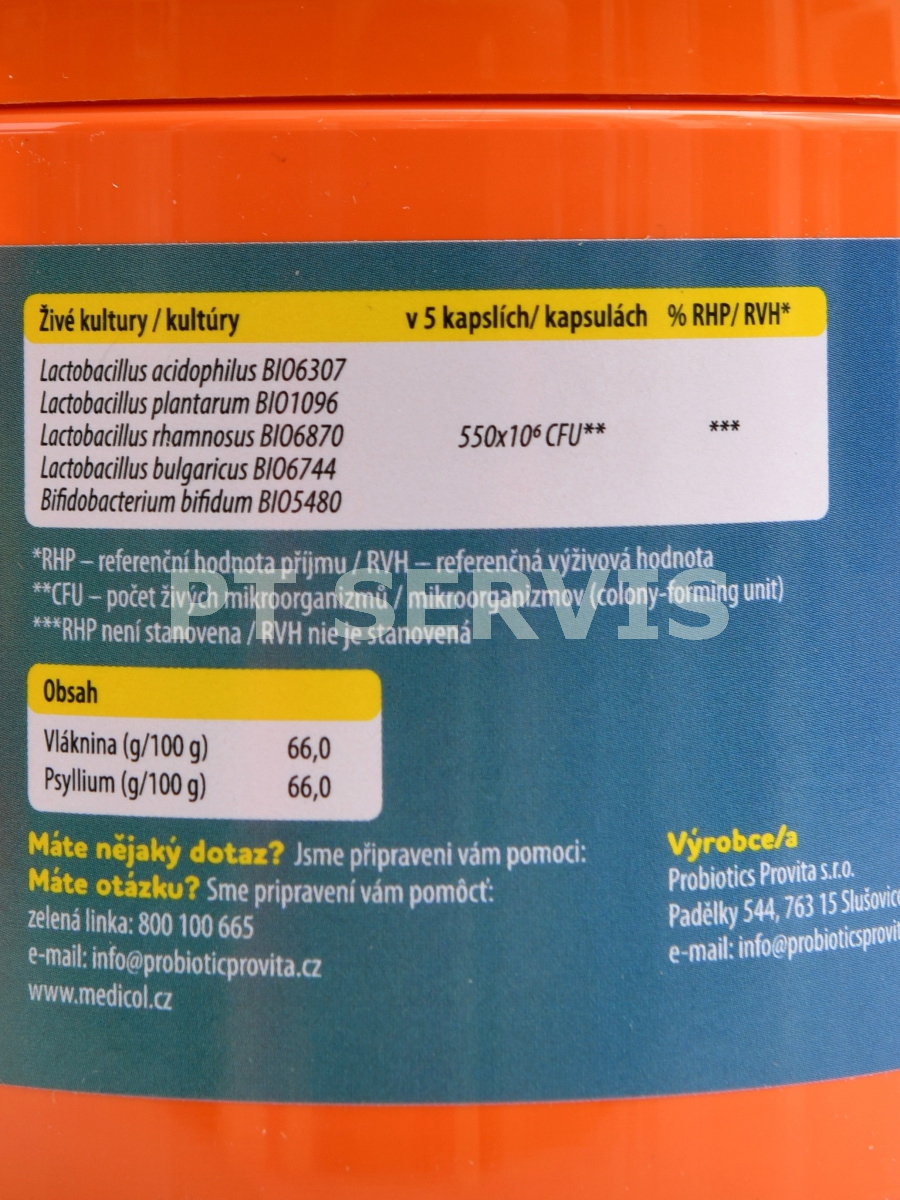 Živé kultury / kultúry v 5 kapslích/ kapsulách % RHP/ RVH*
Lactobacillus acidophilus BIO6307
Lactobacillus plantarum BIO1096
Lactobacillus rhamnosus BIO6870 550x10⁶ CFU** ***
Lactobacillus bulgaricus BIO6744
Bifidobacterium bifidum BIO5480
*RHP – referenční hodnota příjmu / RVH – referenčná výživová hodnota
**CFU – počet živých mikroorganizmů / mikroorganizmov (colony-forming unit)
***RHP není stanovena / RVH nie je stanovená
PT SERVIS
Obsah
Vláknina (g/100 g) 66,0
Psyllium (g/100 g) 66,0
Máte nějaký dotaz? Jsme připraveni vám pomoci:
Máte otázku? Sme pripravení vám pomôcť:
zelená linka: 800 100 665
e-mail: info@probioticprovita.cz
www.medicol.cz
Výrobce/a
Probiotics Provita s.r.o.
Padělky 544, 763 15 Slušovice
e-mail: info@probioticsprovit